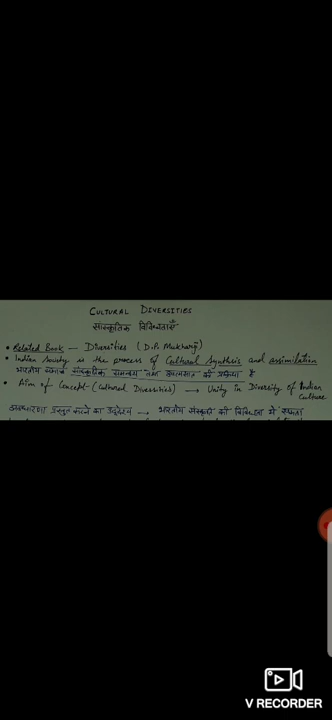 CULTURAL DIVERSITIES
सांस्कृतिक विविधताएँ
• Related Book — Diversities (D.P. Mukharji)
• Indian Society is the process of Cultural Synthesis and assimilation
भारतीय समाज सांस्कृतिक समन्वय तथा की प्रक्रिया है
• Aim of Concept - (Cultural Diversities) → Unity in Diversity of Indian
Culture
अवधारणा प्रस्तुत करने का उद्देश्य → भारतीय संस्कृति की विविधता में एकता
V RECORDER